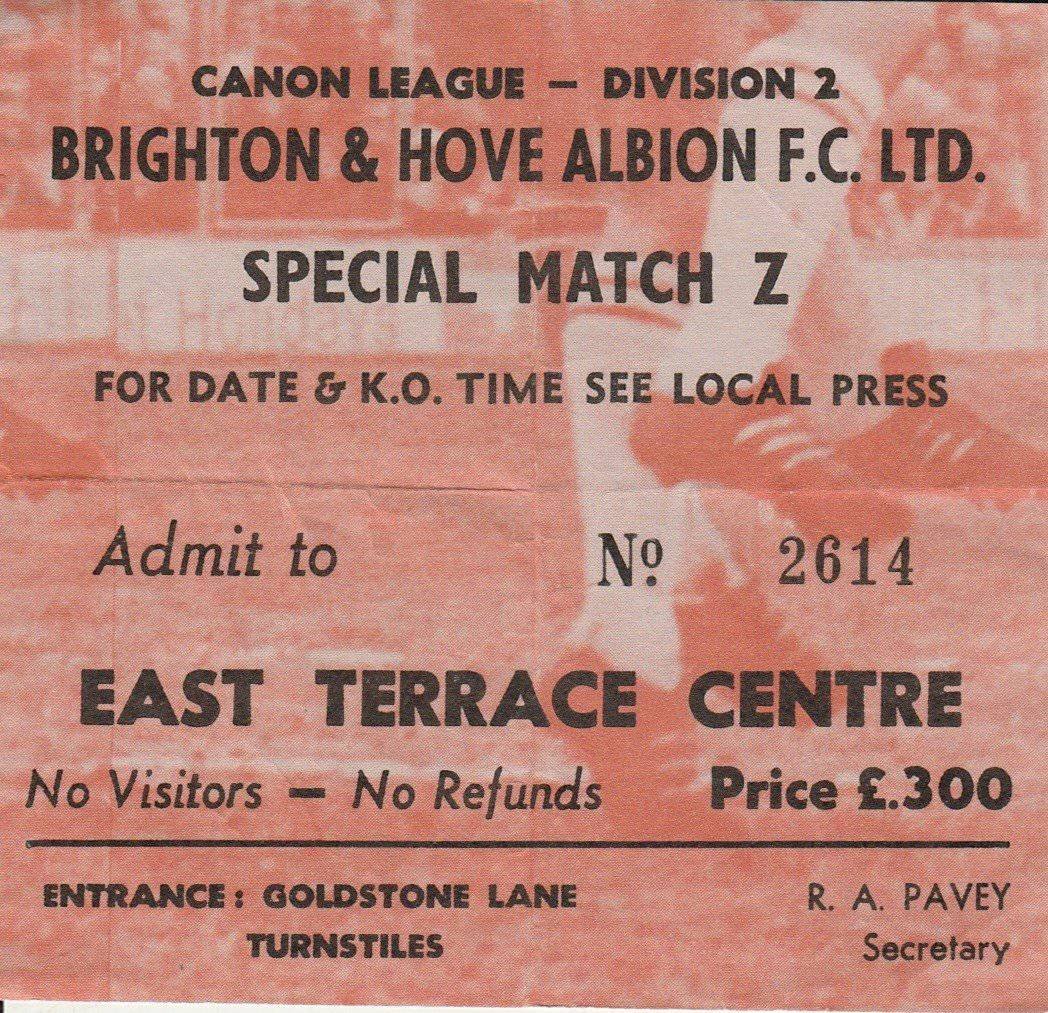 CANON LEAGUE — DIVISION 2
BRIGHTON & HOVE ALBION F.C. LTD.
SPECIAL MATCH Z
FOR DATE & K.O. TIME SEE LOCAL PRESS
Admit to Nº 2614
EAST TERRACE CENTRE
No Visitors — No Refunds Price £.300
ENTRANCE: GOLDSTONE LANE R. A. PAVEY
TURNSTILES Secretary